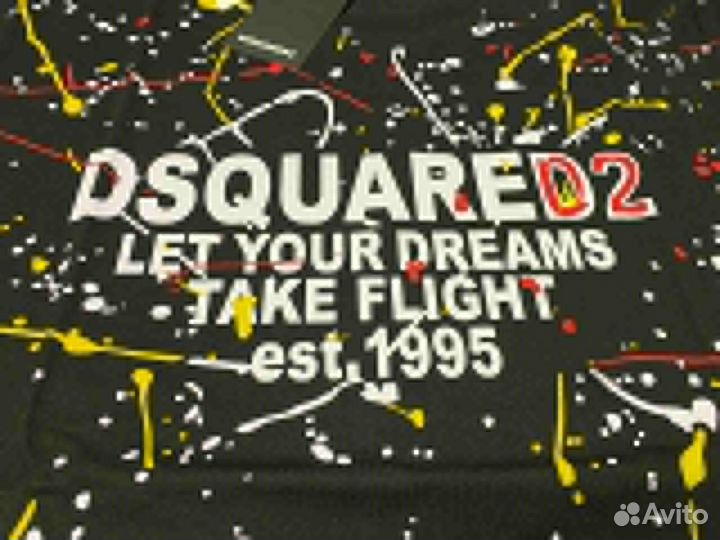 DSQUARED2
LET YOUR DREAMS
TAKE FLIGHT
est.1995
Avito